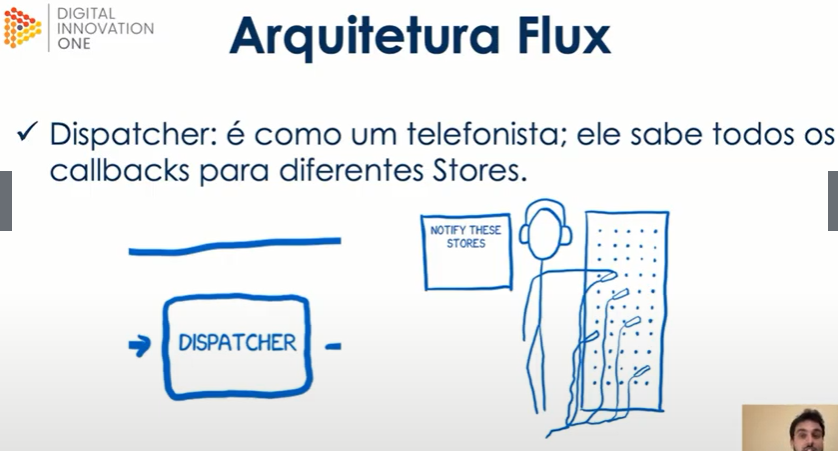 DIGITAL
INNOVATION
ONE
Arquitetura Flux
✓ Dispatcher: é como um telefonista; ele sabe todos os
callbacks para diferentes Stores.
DISPATCHER
NOTIFY THESE
STORES